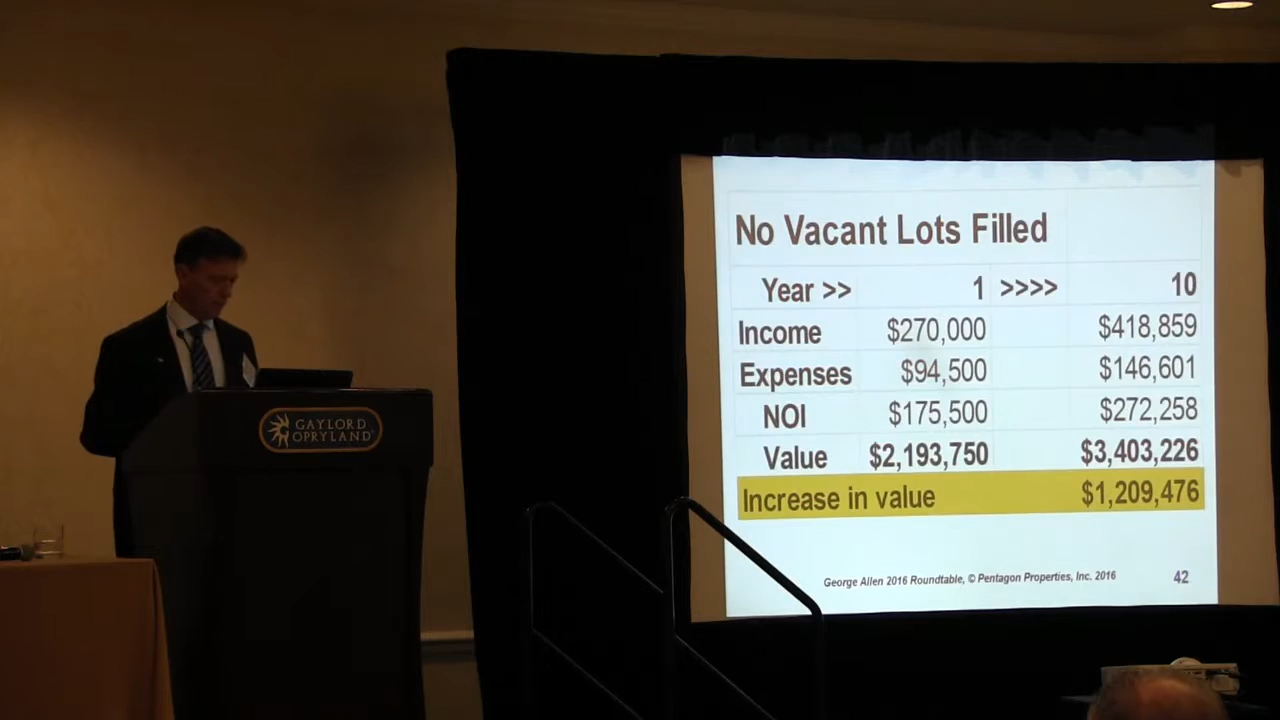 GAYLORD
OPRYLAND
No Vacant Lots Filled
Year >> 1 >>>> 10
Income $270,000 $418,859
Expenses $94,500 $146,601
NOI $175,500 $272,258
Value $2,193,750 $3,403,226
Increase in value $1,209,476
George Allen 2016 Roundtable, © Pentagon Properties, Inc. 2016 42